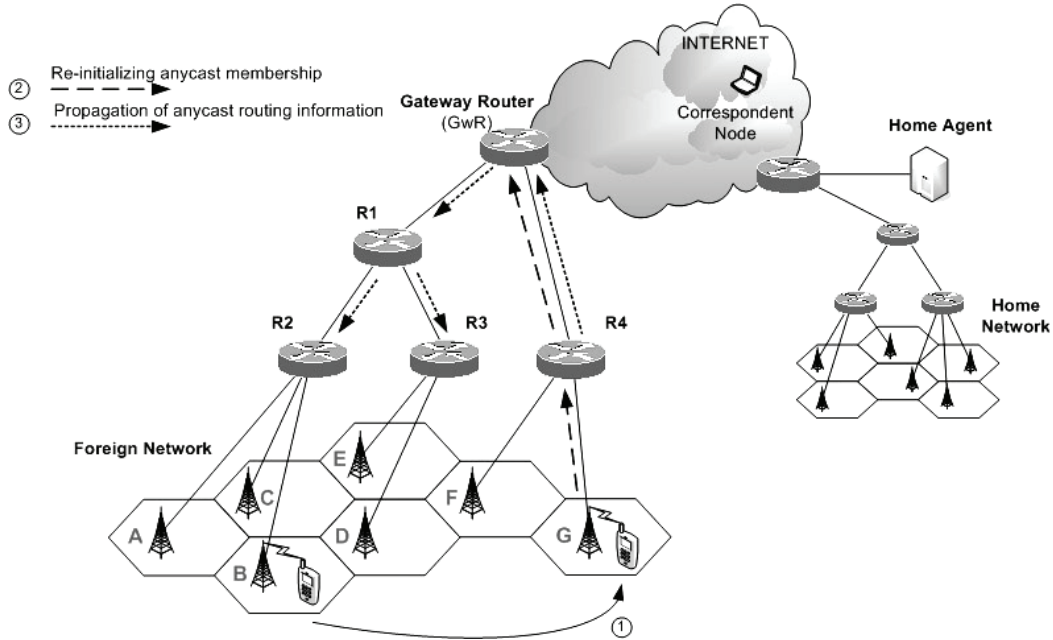 INTERNET
② Re-initializing anycast membership
③ Propagation of anycast routing information
Gateway Router
(GwR)
Correspondent
Node
Home Agent
R1
R2
R3
R4
Home
Network
Foreign Network
E
C
F
A
D
G
B
①